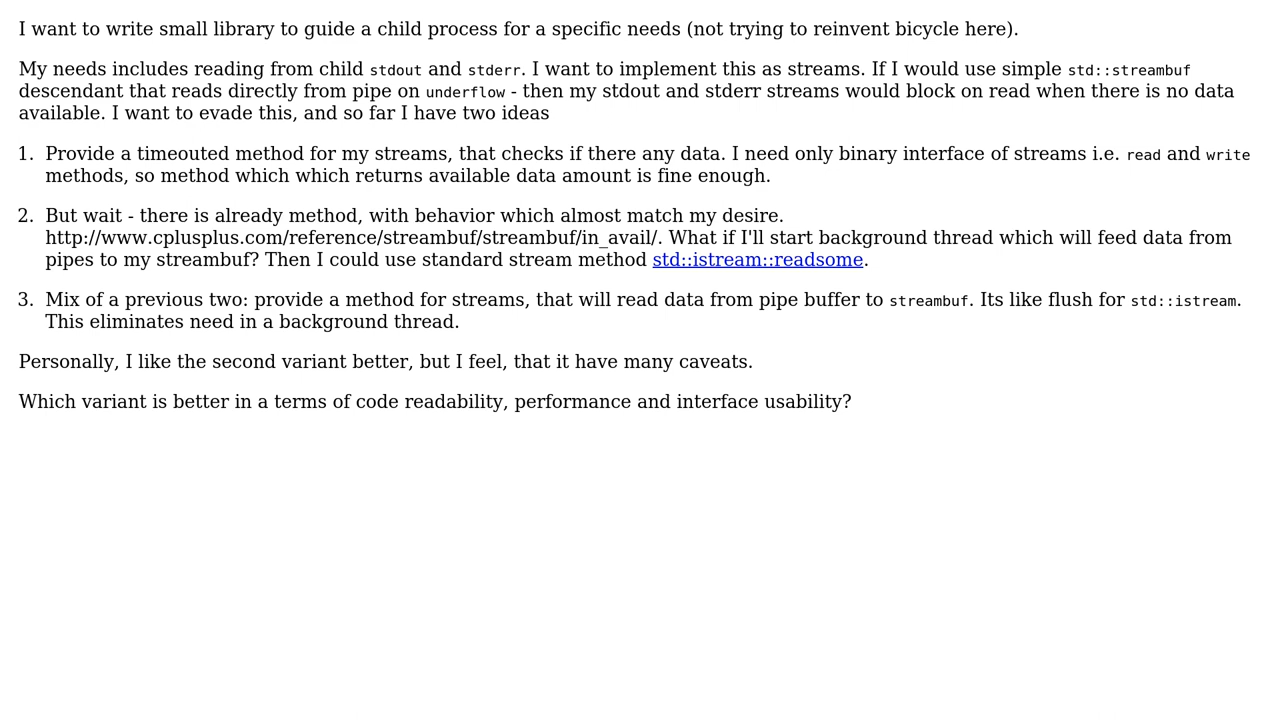 I want to write small library to guide a child process for a specific needs (not trying to reinvent bicycle here).
My needs includes reading from child stdout and stderr. I want to implement this as streams. If I would use simple std::streambuf
descendant that reads directly from pipe on underflow - then my stdout and stderr streams would block on read when there is no data
available. I want to evade this, and so far I have two ideas
1. Provide a timeouted method for my streams, that checks if there any data. I need only binary interface of streams i.e. read and write
methods, so method which which returns available data amount is fine enough.
2. But wait - there is already method, with behavior which almost match my desire.
http://www.cplusplus.com/reference/streambuf/streambuf/in_avail/. What if I'll start background thread which will feed data from
pipes to my streambuf? Then I could use standard stream method std::istream::readsome.
3. Mix of a previous two: provide a method for streams, that will read data from pipe buffer to streambuf. Its like flush for std::istream.
This eliminates need in a background thread.
Personally, I like the second variant better, but I feel, that it have many caveats.
Which variant is better in a terms of code readability, performance and interface usability?